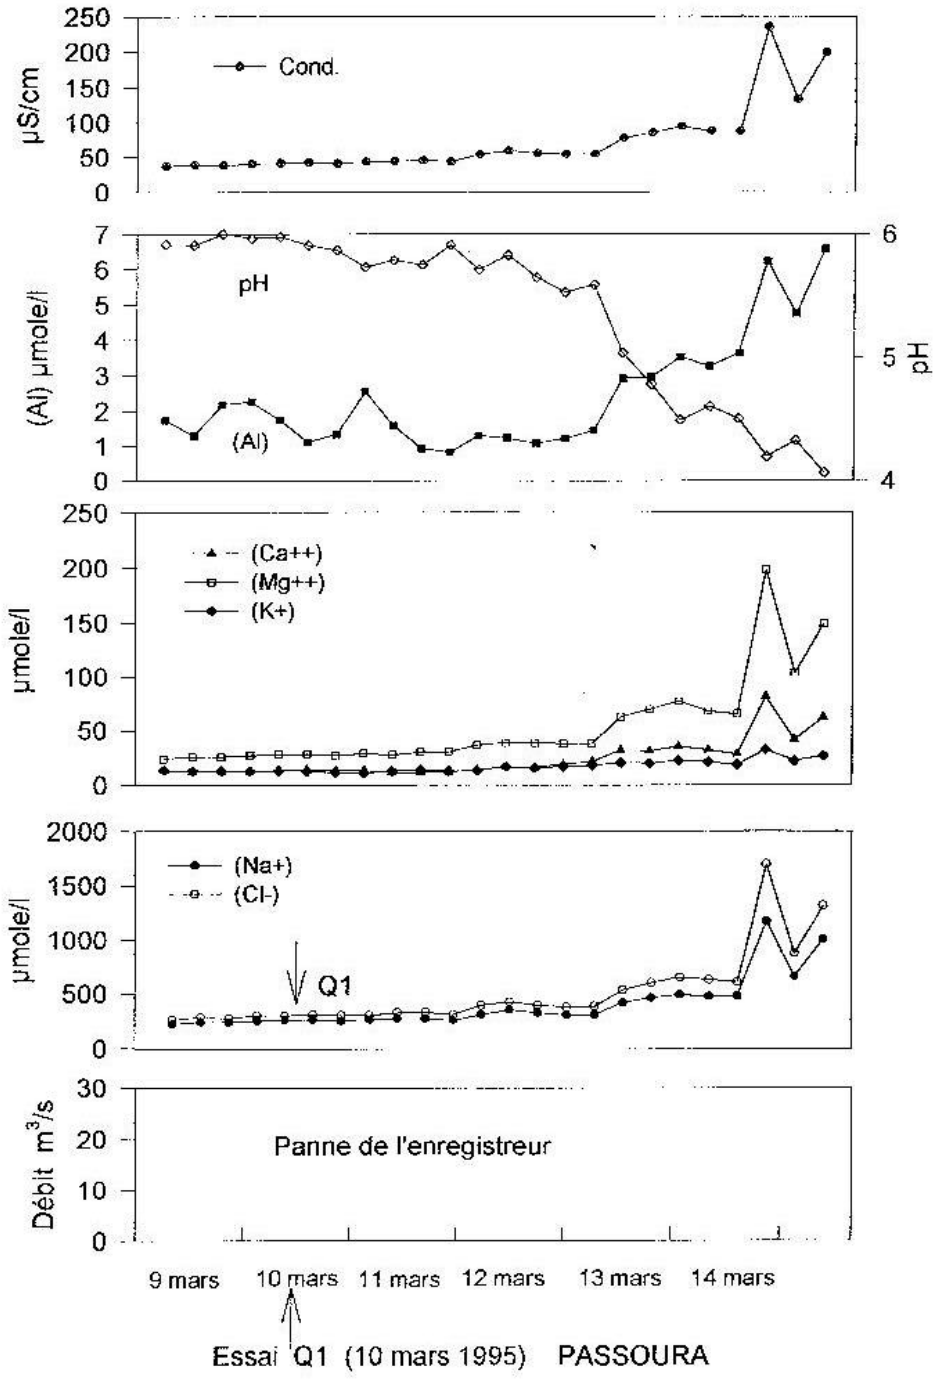 250
200
150
100
50
0
µS/cm
Cond.
7
6
5
4
3
2
1
0
(Al) µmole/l
pH
(Al)
6
5
4
pH
250
200
150
100
50
0
µmole/l
(Ca++)
(Mg++)
(K+)
2000
1500
1000
500
0
µmole/l
(Na+)
(Cl-)
Q1
30
20
10
0
Débit m³/s
Panne de l'enregistreur
9 mars 10 mars 11 mars 12 mars 13 mars 14 mars
Essai Q1 (10 mars 1995) PASSOURA